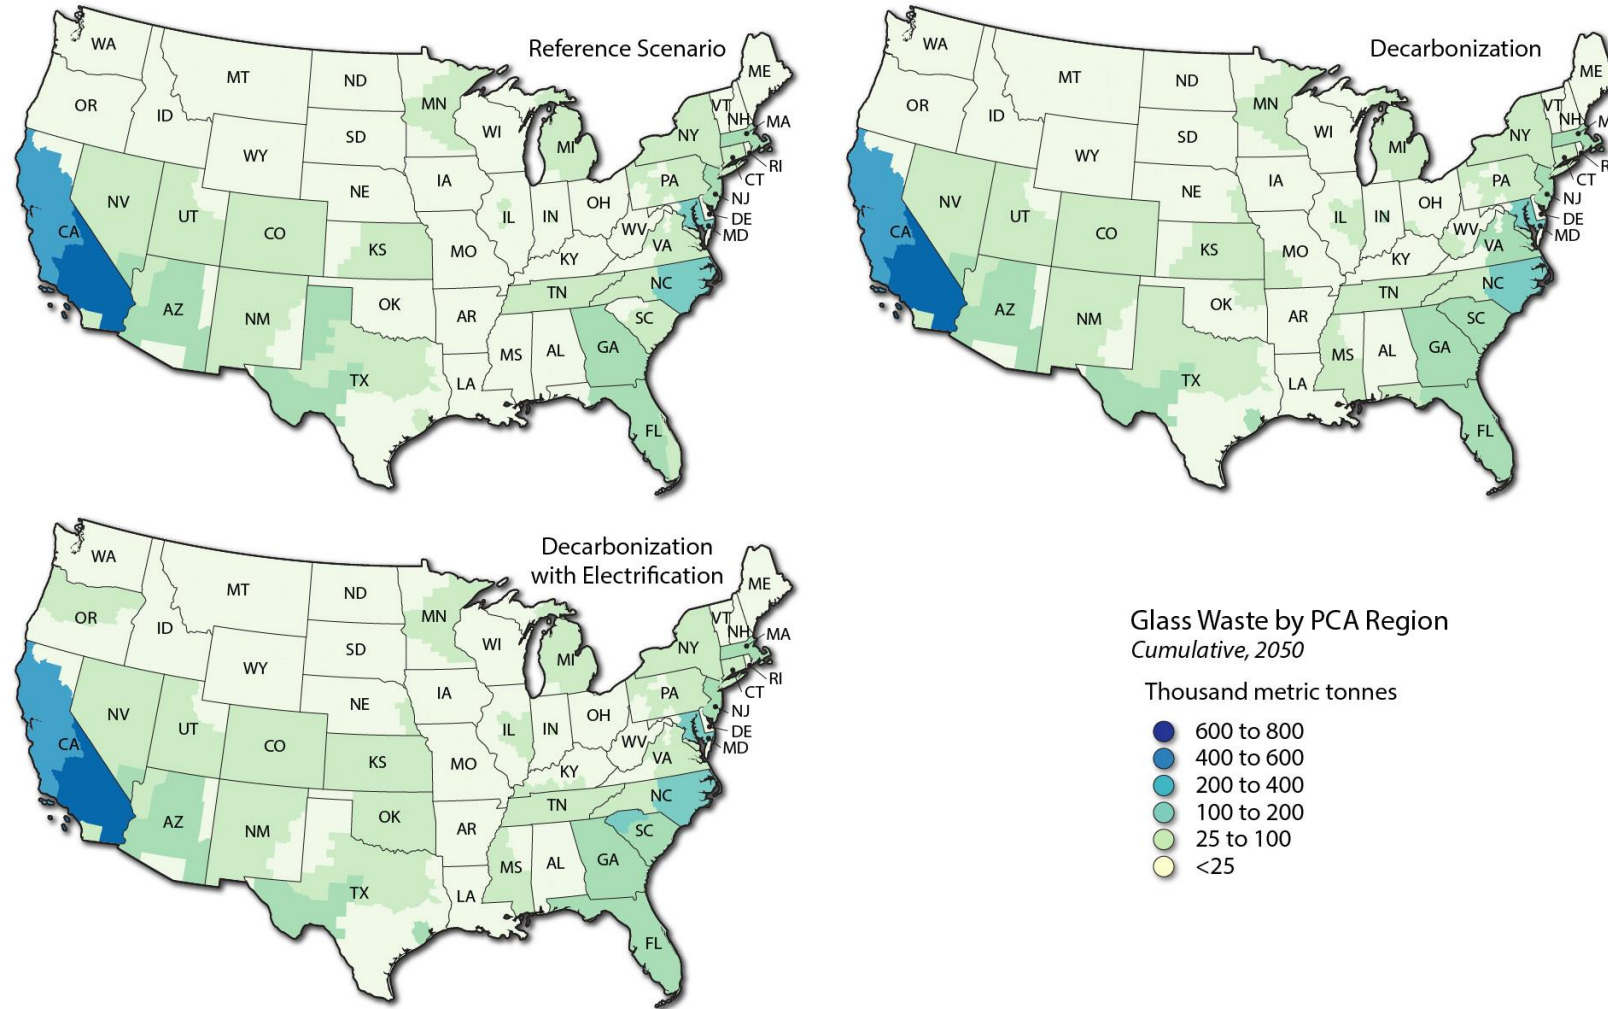 Reference Scenario
WA
OR
ID
MT
WY
NV
UT
CO
CA
AZ
NM
ND
SD
NE
KS
OK
TX
MN
IA
MO
AR
LA
WI
IL
IN
MI
OH
KY
TN
MS
AL
GA
FL
SC
NC
VA
WV
PA
NY
VT
NH
ME
MA
RI
CT
NJ
DE
MD
Decarbonization
WA
OR
ID
MT
WY
NV
UT
CO
CA
AZ
NM
ND
SD
NE
KS
OK
TX
MN
IA
MO
AR
LA
WI
IL
IN
MI
OH
KY
TN
MS
AL
GA
FL
SC
NC
VA
WV
PA
NY
VT
NH
ME
M
R
CT
NJ
DE
MD
Decarbonization
with Electrification
WA
OR
ID
MT
WY
NV
UT
CO
CA
AZ
NM
ND
SD
NE
KS
OK
TX
MN
IA
MO
AR
LA
WI
IL
IN
MI
OH
KY
TN
MS
AL
GA
FL
SC
NC
VA
WV
PA
NY
VT
NH
ME
MA
RI
CT
NJ
DE
MD
Glass Waste by PCA Region
Cumulative, 2050
Thousand metric tonnes
600 to 800
400 to 600
200 to 400
100 to 200
25 to 100
<25